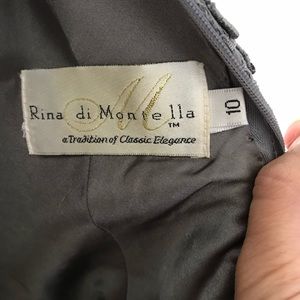 Rina di Montella
M
TM
a Tradition of Classic Elegance
10